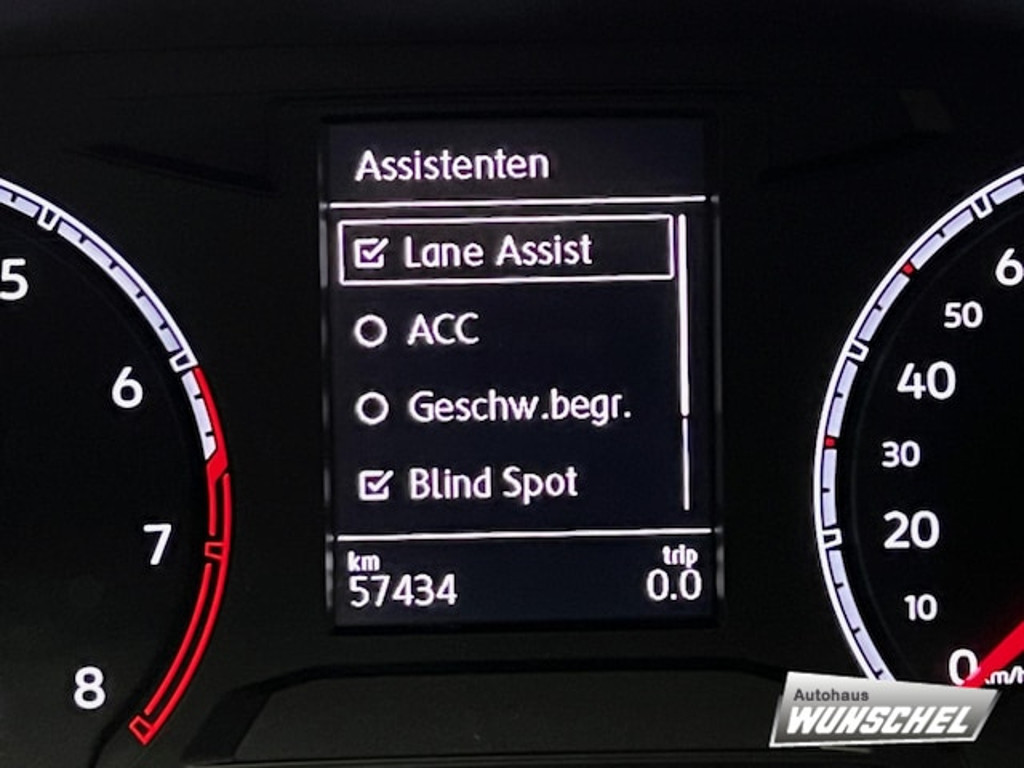 Assistenten
Lane Assist
ACC
Geschw.begr.
Blind Spot
km
trip
57434
0.0
5
6
7
8
6
50
40
30
20
10
0
km/h
Autohaus
WUNSCHEL